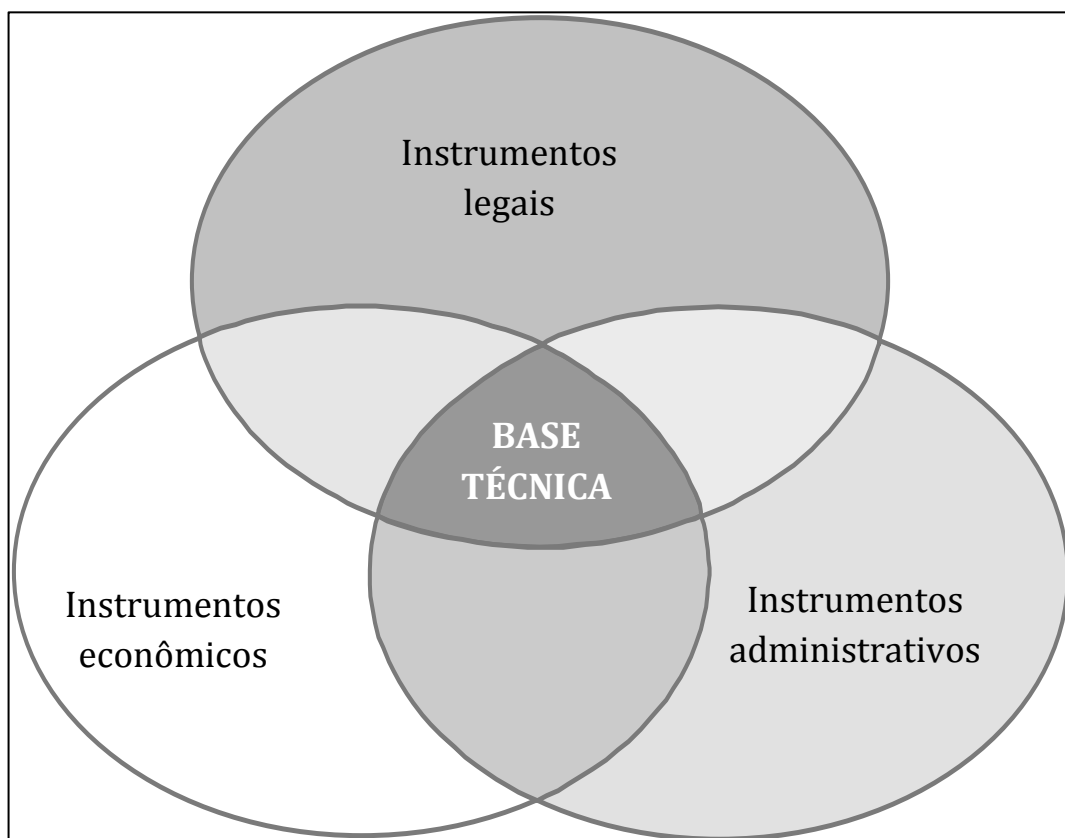 Instrumentos
legais
BASE
TÉCNICA
Instrumentos
econômicos
Instrumentos
administrativos